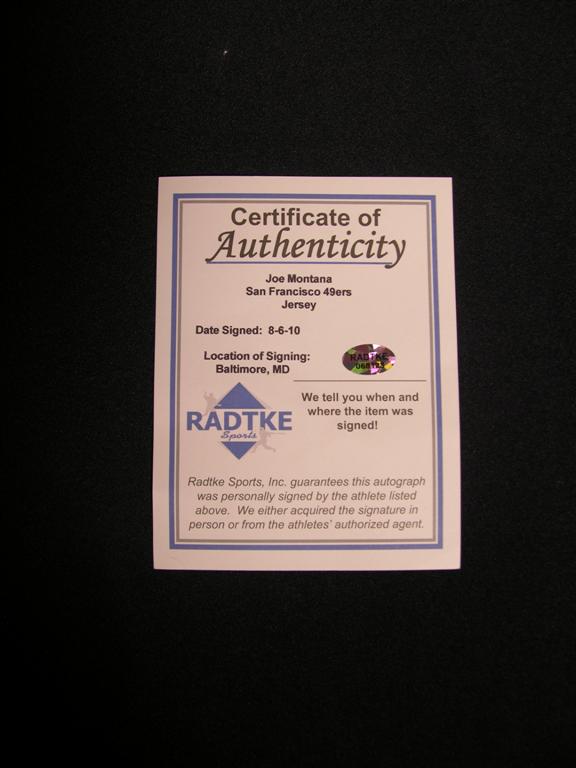 Certificate of
Authenticity
Joe Montana
San Francisco 49ers
Jersey
Date Signed: 8-6-10
Location of Signing:
Baltimore, MD
RADTKE
We tell you when and
where the item was
signed!
RADTKE
Sports
Radtke Sports, Inc. guarantees this autograph
was personally signed by the athlete listed
above. We either acquired the signature in
person or from the athletes' authorized agent.